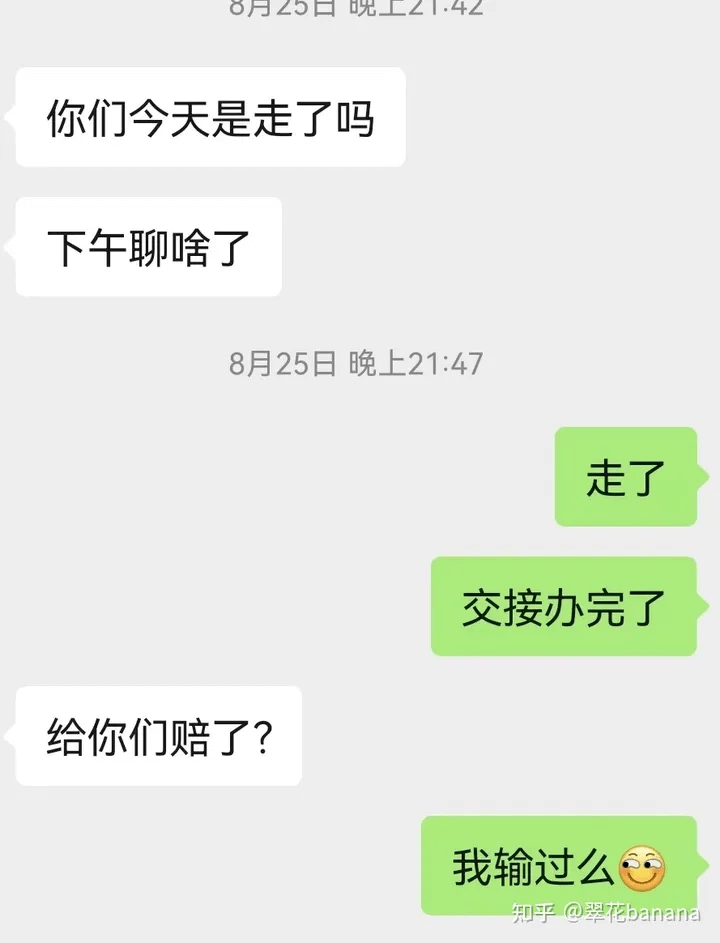 8月25日 晚上21:42
你们今天是走了吗
下午聊啥了
8月25日 晚上21:47
走了
交接办完了
给你们赔了?
我输过么
知乎 @翠花banana